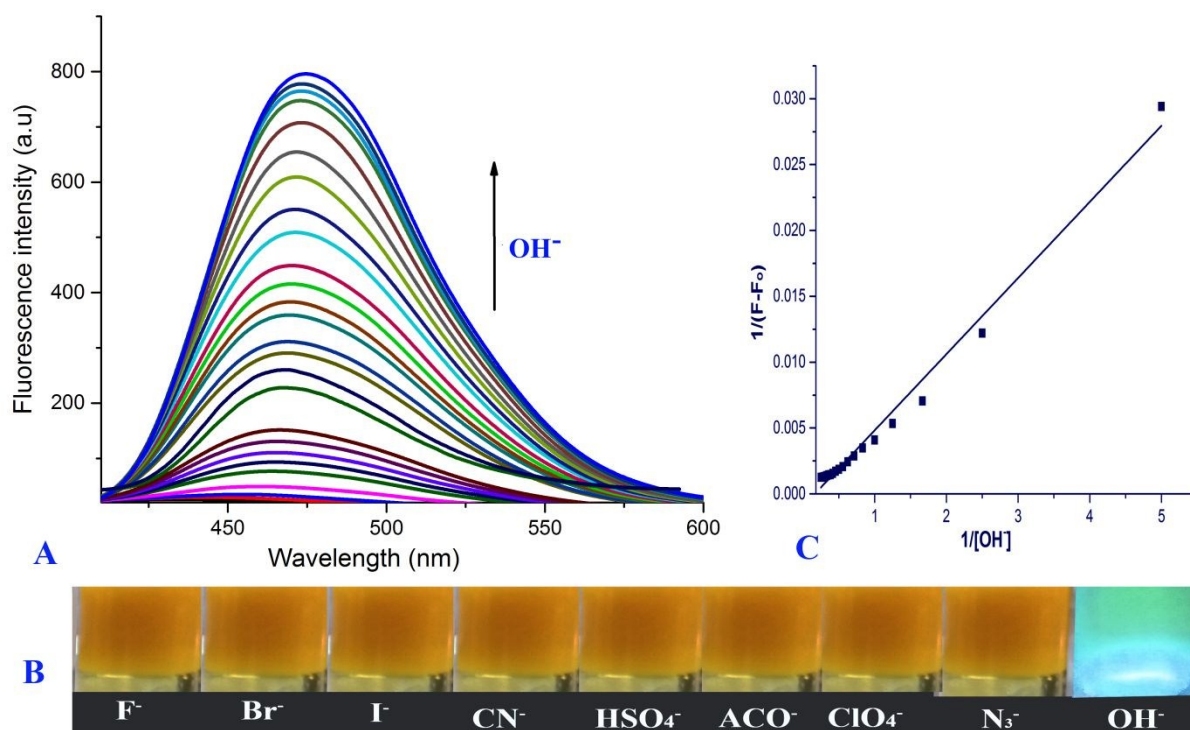 800
600
400
200
Fluorescence intensity (a.u)
OH⁻
450
500
550
600
Wavelength (nm)
A
0.030
0.025
0.020
0.015
0.010
0.005
0.000
1/(F-Fo)
1
2
3
4
5
1/[OH]
C
B
F⁻
Br⁻
I⁻
CN⁻
HSO₄⁻
ACO⁻
ClO₄⁻
N₃⁻
OH⁻